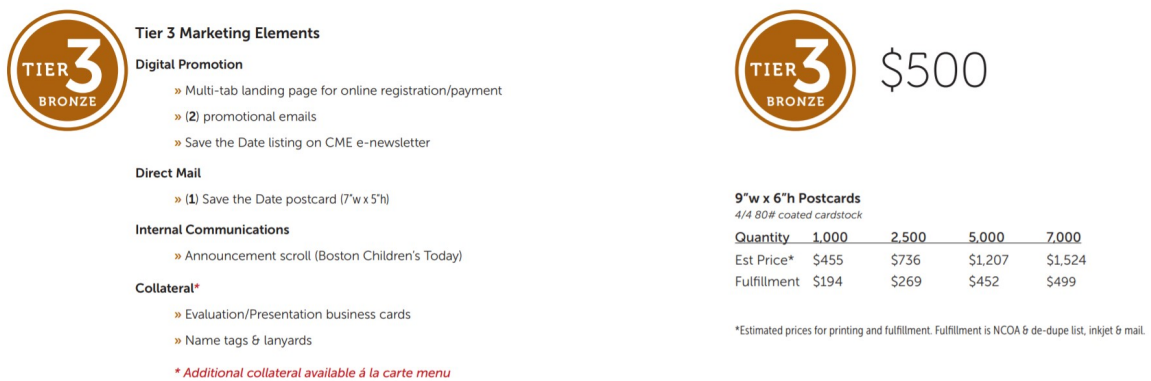 TIER 3
BRONZE
Tier 3 Marketing Elements
Digital Promotion
» Multi-tab landing page for online registration/payment
» (2) promotional emails
» Save the Date listing on CME e-newsletter
Direct Mail
» (1) Save the Date postcard (7"w x 5"h)
Internal Communications
» Announcement scroll (Boston Children's Today)
Collateral*
» Evaluation/Presentation business cards
» Name tags & lanyards
* Additional collateral available á la carte menu
TIER 3
BRONZE
$500
9"w x 6"h Postcards
4/4 80# coated cardstock
Quantity 1,000 2,500 5,000 7,000
Est Price* $455 $736 $1,207 $1,524
Fulfillment $194 $269 $452 $499
*Estimated prices for printing and fulfillment. Fulfillment is NCOA & de-dupe list, inkjet & mail.